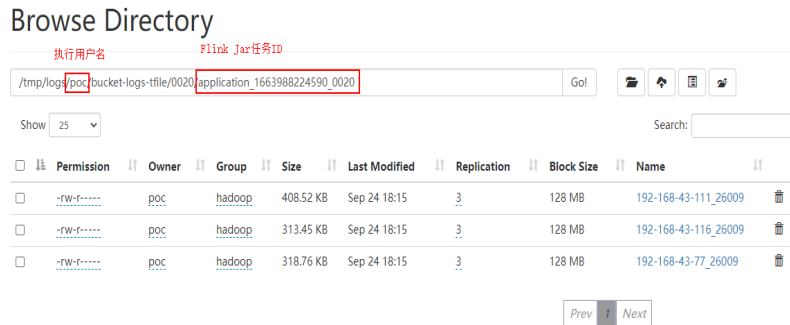 Browse Directory
执行用户名
Flink Jar任务ID
/tmp/logs/poc/bucket-logs-tfile/0020/application_1663988224590_0020 Go!
Show 25 Search:
Permission Owner Group Size Last Modified Replication Block Size Name
-rw-r----- poc hadoop 408.52 KB Sep 24 18:15 3 128 MB 192-168-43-111_26009
-rw-r----- poc hadoop 313.45 KB Sep 24 18:15 3 128 MB 192-168-43-116_26009
-rw-r----- poc hadoop 318.76 KB Sep 24 18:15 3 128 MB 192-168-43-77_26009
Prev 1 Next